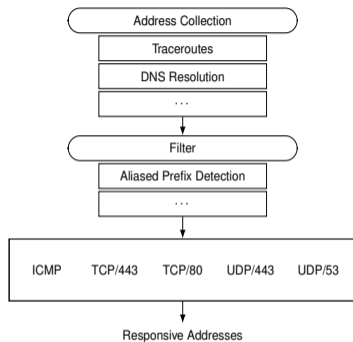 Address Collection
Traceroutes
DNS Resolution
...
Filter
Aliased Prefix Detection
...
ICMP TCP/443 TCP/80 UDP/443 UDP/53
Responsive Addresses